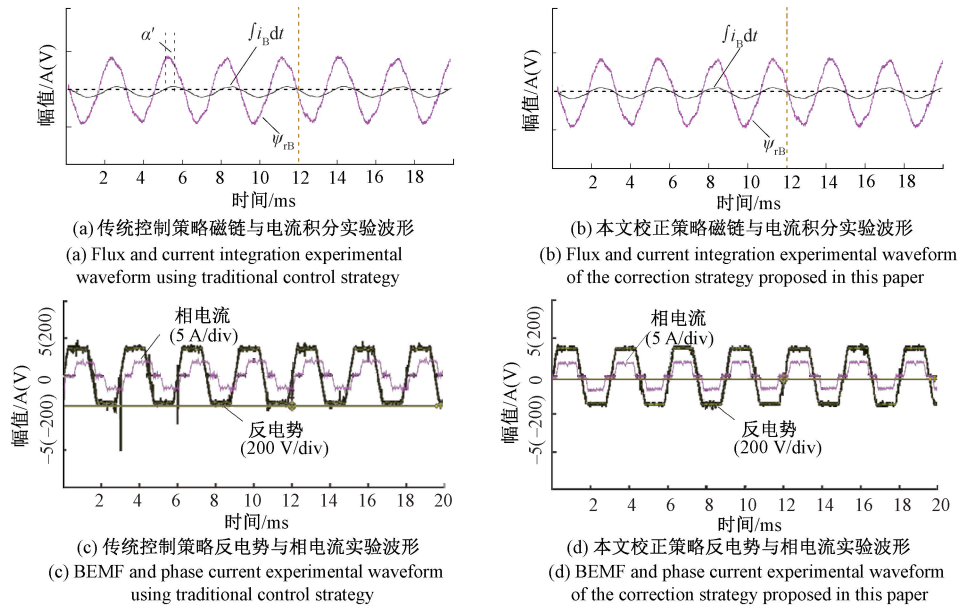 幅值/A(V)
α′
∫i_B dt
ψ_rB
2 4 6 8 10 12 14 16 18
时间/ms
(a) 传统控制策略磁链与电流积分实验波形
(a) Flux and current integration experimental
waveform using traditional control strategy
幅值/A(V)
∫i_B dt
ψ_rB
2 4 6 8 10 12 14 16 18
时间/ms
(b) 本文校正策略磁链与电流积分实验波形
(b) Flux and current integration experimental waveform
of the correction strategy proposed in this paper
幅值/A(V)
5(200)
0
-5(-200)
相电流
(5 A/div)
反电势
(200 V/div)
2 4 6 8 10 12 14 16 18 20
时间/ms
(c) 传统控制策略反电势与相电流实验波形
(c) BEMF and phase current experimental waveform
using traditional control strategy
幅值/A(V)
5(200)
0
-5(-200)
相电流
(5 A/div)
反电势
(200 V/div)
2 4 6 8 10 12 14 16 18 20
时间/ms
(d) 本文校正策略反电势与相电流实验波形
(d) BEMF and phase current experimental waveform
of the correction strategy proposed in this paper